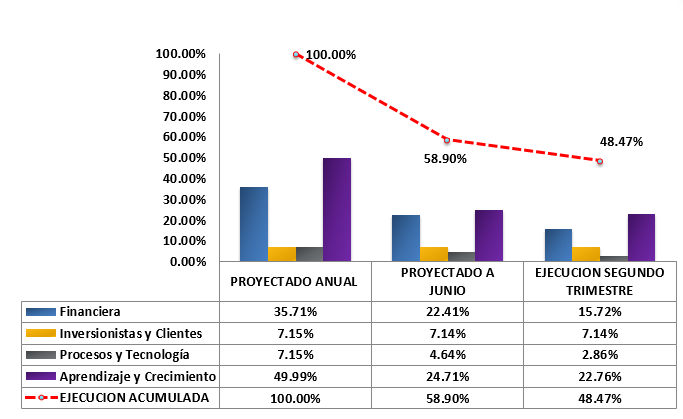 100.00%
90.00%
80.00%
70.00%
60.00%
50.00%
40.00%
30.00%
20.00%
10.00%
0.00%
100.00%
58.90%
48.47%
PROYECTADO ANUAL PROYECTADO A JUNIO EJECUCION SEGUNDO TRIMESTRE
Financiera 35.71% 22.41% 15.72%
Inversionistas y Clientes 7.15% 7.14% 7.14%
Procesos y Tecnología 7.15% 4.64% 2.86%
Aprendizaje y Crecimiento 49.99% 24.71% 22.76%
EJECUCION ACUMULADA 100.00% 58.90% 48.47%